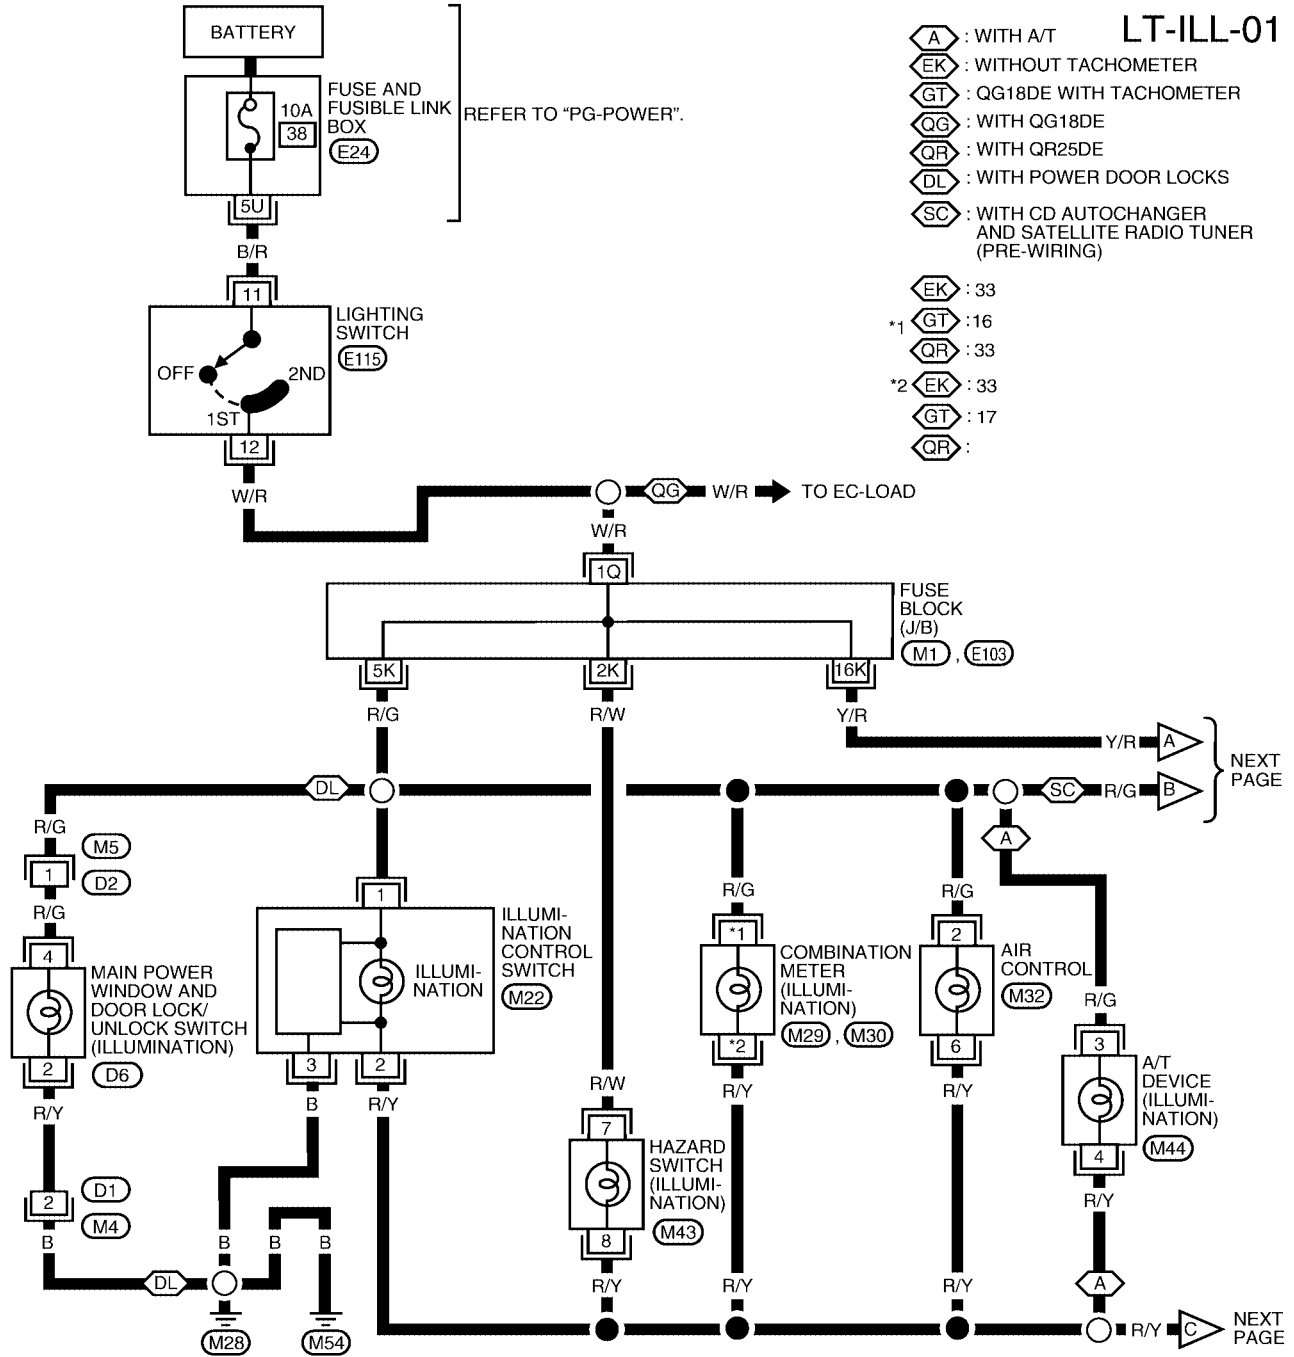 LT-ILL-01
BATTERY
FUSE AND
FUSIBLE LINK
BOX
E24
10A
38
REFER TO “PG-POWER”.
5U
B/R
11
LIGHTING
SWITCH
E115
OFF
2ND
1ST
12
W/R
A : WITH A/T
EK : WITHOUT TACHOMETER
GT : QG18DE WITH TACHOMETER
QG : WITH QG18DE
QR : WITH QR25DE
DL : WITH POWER DOOR LOCKS
SC : WITH CD AUTOCHANGER
AND SATELLITE RADIO TUNER
(PRE-WIRING)
EK : 33
*1 GT :16
QR : 33
*2 EK : 33
GT : 17
QR :
QG W/R TO EC-LOAD
W/R
1Q
FUSE
BLOCK
(J/B)
M1 , E103
5K 2K 16K
R/G R/W Y/R
Y/R A
NEXT
PAGE
DL SC R/G B
A
R/G
M5
1
D2
R/G
4
MAIN POWER
WINDOW AND
DOOR LOCK/
UNLOCK SWITCH
(ILLUMINATION)
D6
2
R/Y
D1
2
M4
B
DL
1
ILLUMI-
NATION
CONTROL
SWITCH
M22
ILLUMI-
NATION
3 2
B R/Y
B B B
M28 M54
R/W
7
HAZARD
SWITCH
(ILLUMI-
NATION)
M43
8
R/Y
R/G
*1
COMBINATION
METER
(ILLUMI-
NATION)
M29 , M30
*2
R/Y
R/Y
R/G
2
AIR
CONTROL
M32
6
R/Y
R/Y
R/G
3
A/T
DEVICE
(ILLUMI-
NATION)
M44
4
R/Y
A
R/Y C
NEXT
PAGE